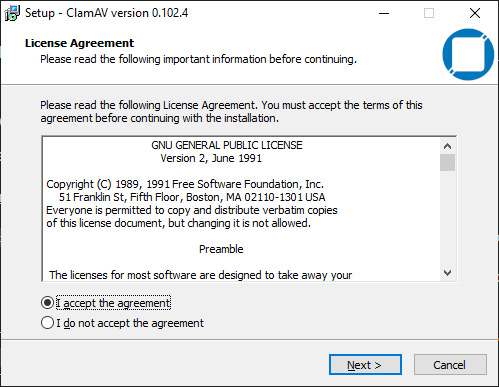 Setup - ClamAV version 0.102.4
License Agreement
Please read the following important information before continuing.
Please read the following License Agreement. You must accept the terms of this
agreement before continuing with the installation.
GNU GENERAL PUBLIC LICENSE
Version 2, June 1991
Copyright (C) 1989, 1991 Free Software Foundation, Inc.
51 Franklin St, Fifth Floor, Boston, MA 02110-1301 USA
Everyone is permitted to copy and distribute verbatim copies
of this license document, but changing it is not allowed.
Preamble
The licenses for most software are designed to take away your
I accept the agreement
I do not accept the agreement
Next >
Cancel